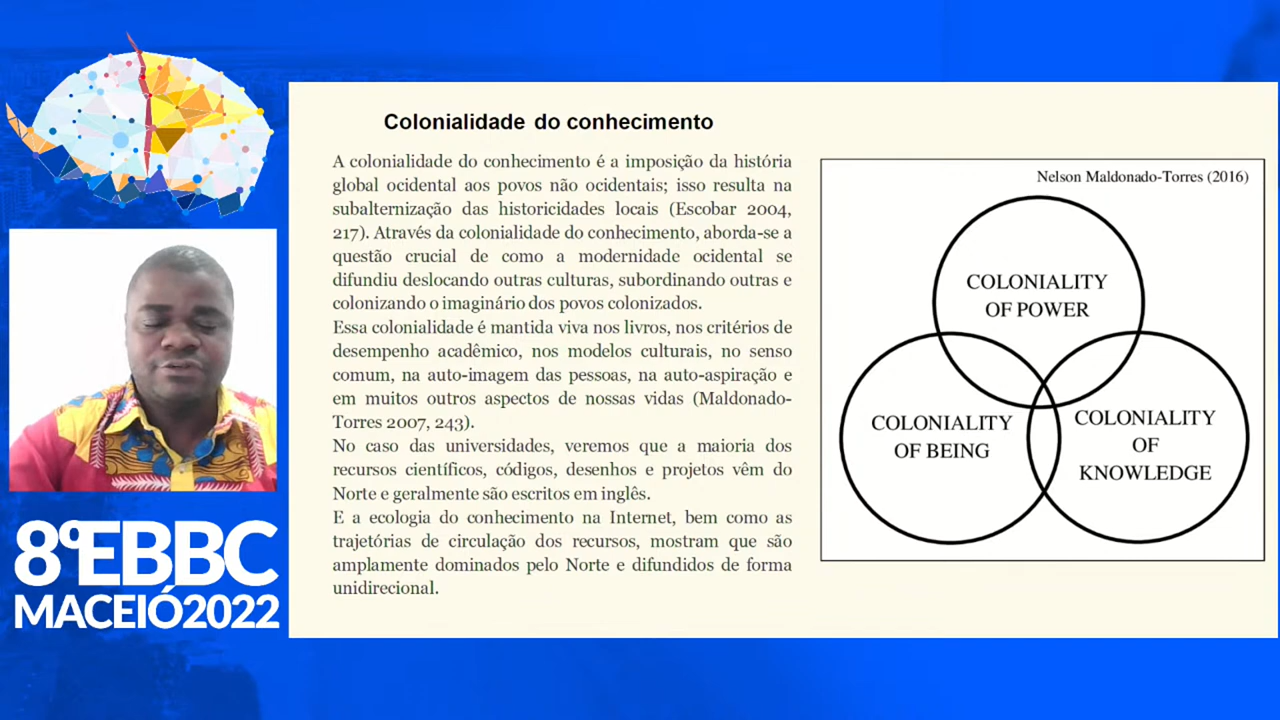 Colonialidade do conhecimento
A colonialidade do conhecimento é a imposição da história
global ocidental aos povos não ocidentais; isso resulta na
subalternização das historicidades locais (Escobar 2004,
217). Através da colonialidade do conhecimento, aborda-se a
questão crucial de como a modernidade ocidental se
difundiu deslocando outras culturas, subordinando outras e
colonizando o imaginário dos povos colonizados.
Essa colonialidade é mantida viva nos livros, nos critérios de
desempenho acadêmico, nos modelos culturais, no senso
comum, na auto-imagem das pessoas, na auto-aspiração e
em muitos outros aspectos de nossas vidas (Maldonado-
Torres 2007, 243).
No caso das universidades, veremos que a maioria dos
recursos científicos, códigos, desenhos e projetos vêm do
Norte e geralmente são escritos em inglês.
E a ecologia do conhecimento na Internet, bem como as
trajetórias de circulação dos recursos, mostram que são
amplamente dominados pelo Norte e difundidos de forma
unidirecional.
Nelson Maldonado-Torres (2016)
COLONIALITY
OF POWER
COLONIALITY
OF BEING
COLONIALITY
OF
KNOWLEDGE
8ºEBBC
MACEIÓ2022